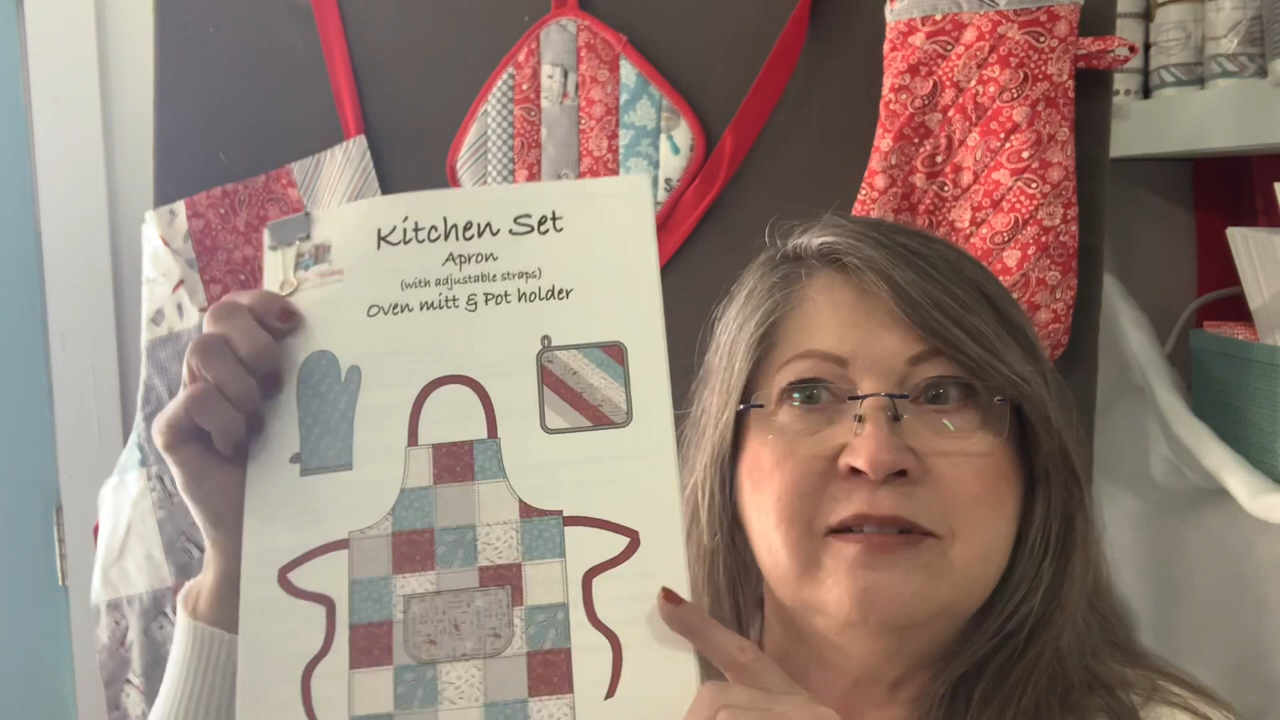 Kitchen Set
Apron
(with adjustable straps)
Oven mitt & Pot holder